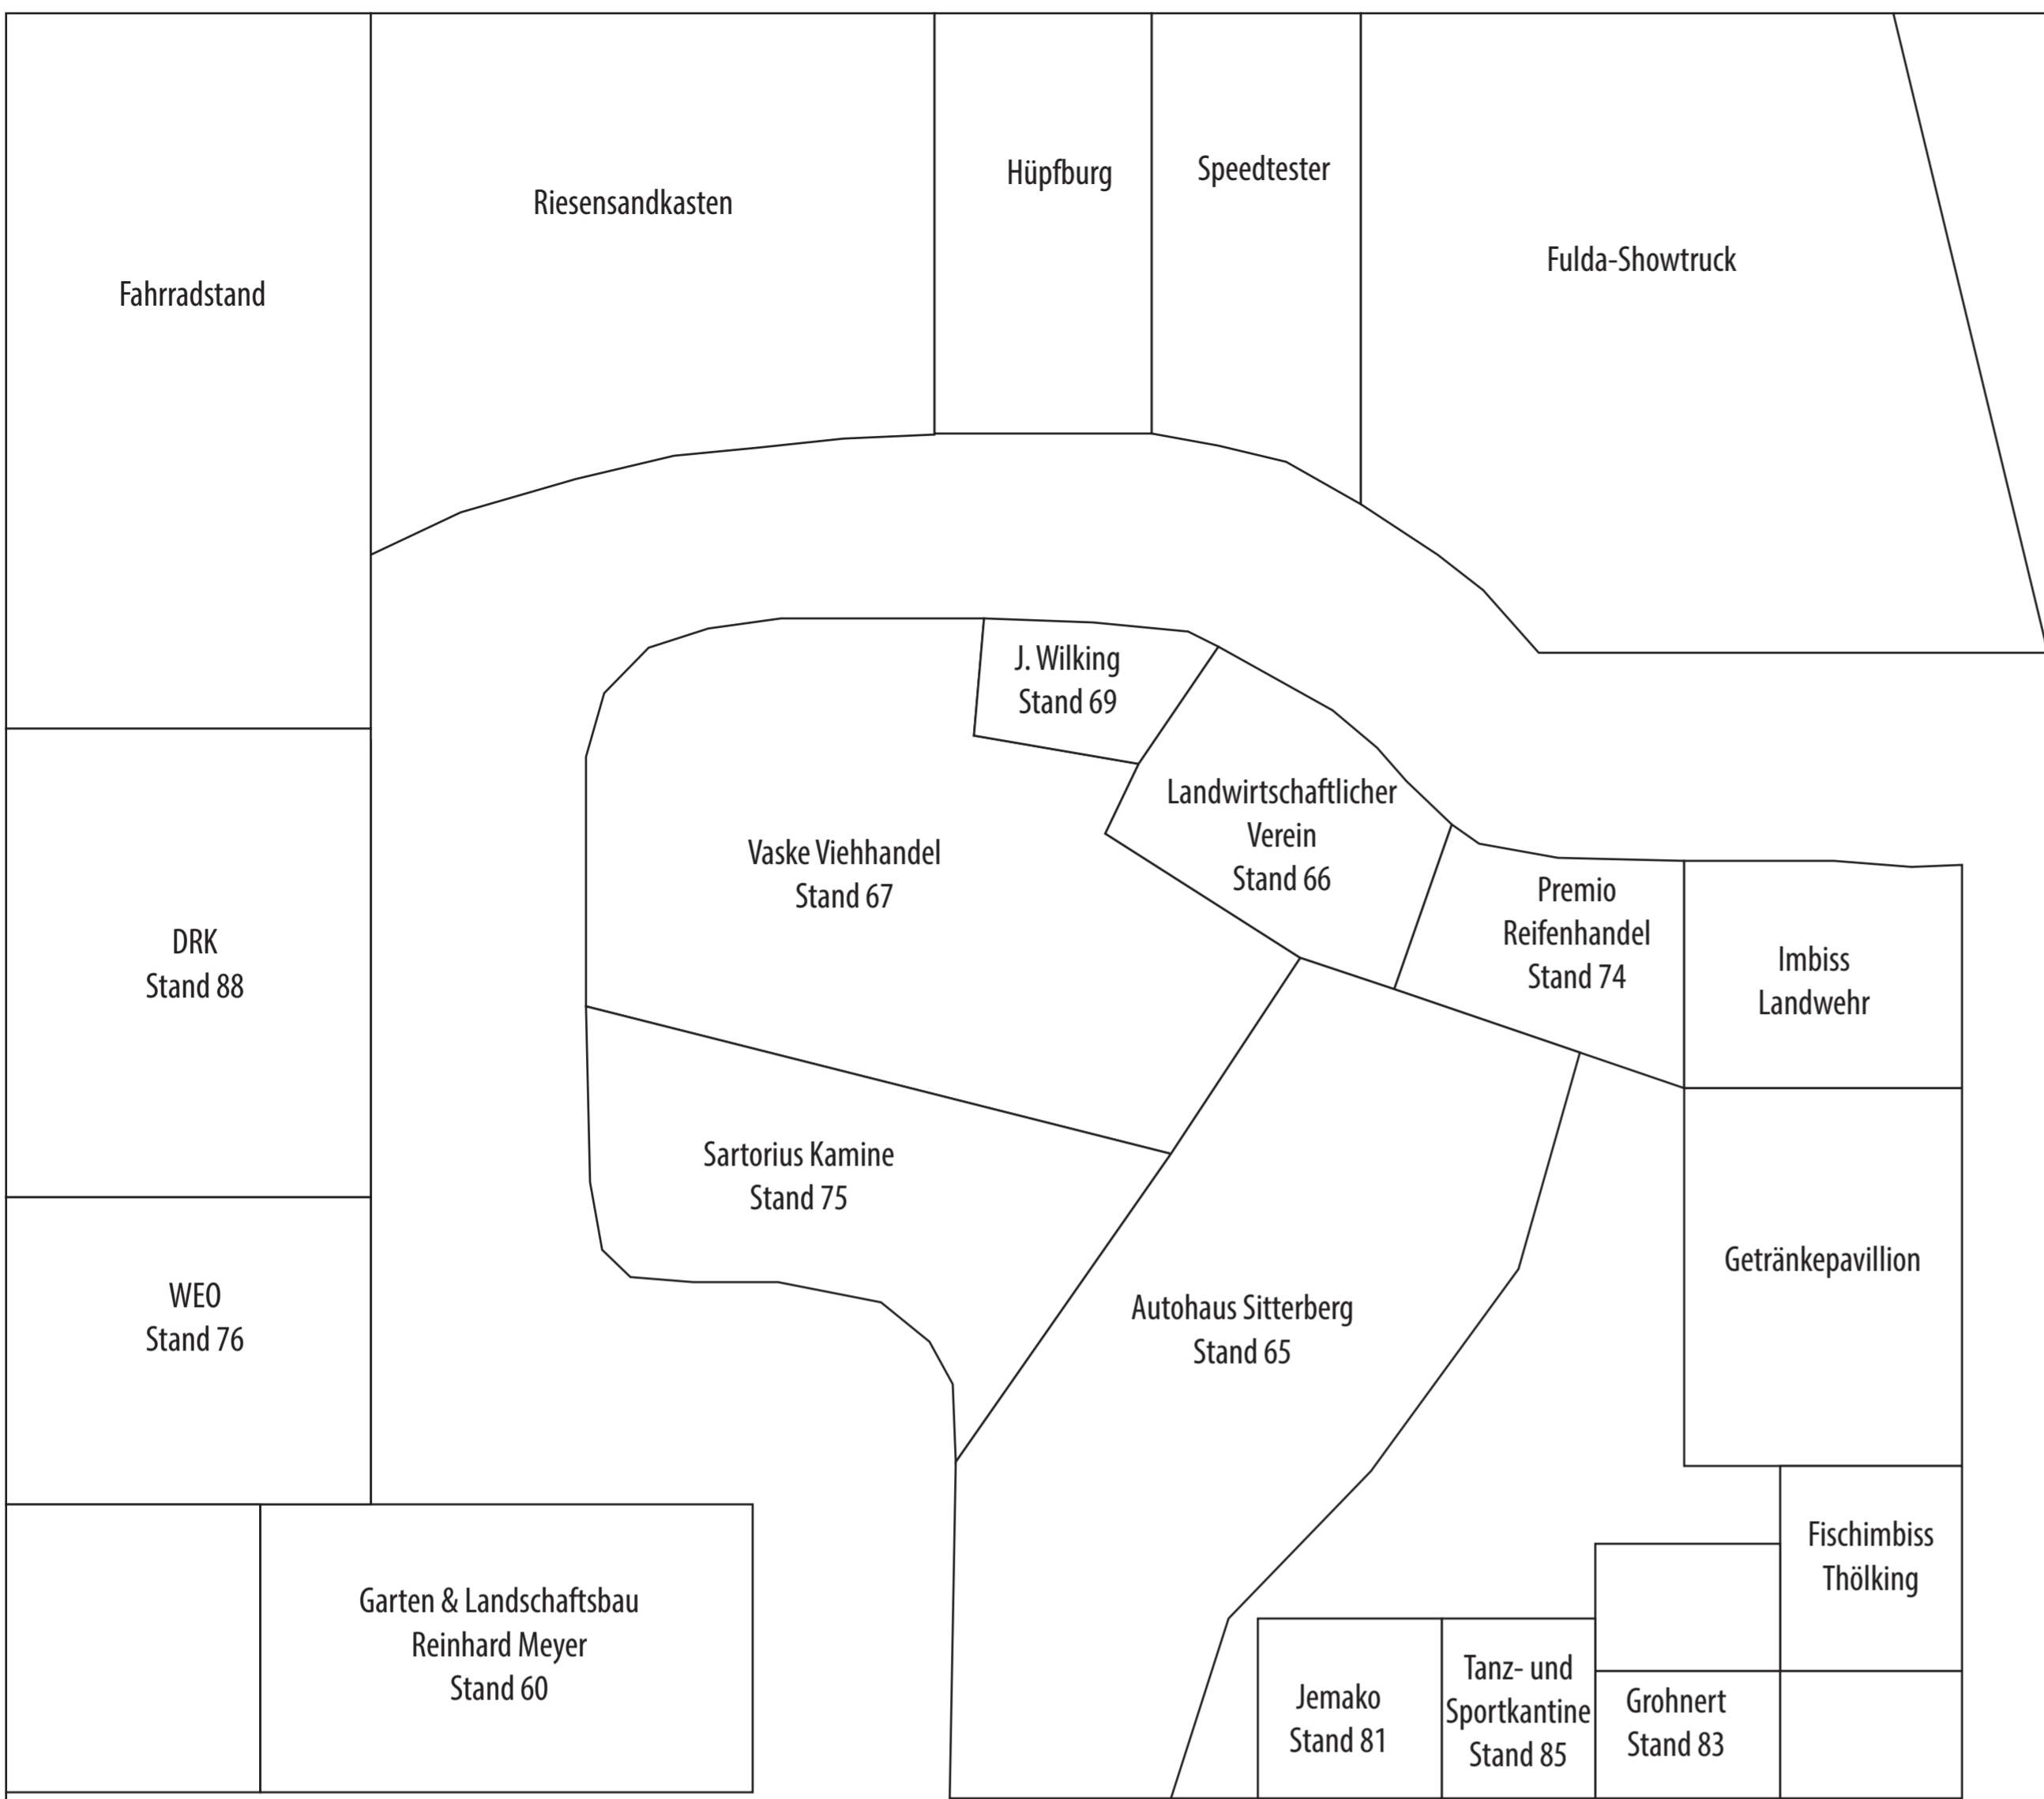 Hüpfburg
Speedtester
Riesensandkasten
Fulda-Showtruck
Fahrradstand
J. Wilking
Stand 69
Landwirtschaftlicher
Verein
Stand 66
Vaske Viehhandel
Stand 67
Premio
Reifenhandel
Stand 74
DRK
Stand 88
Imbiss
Landwehr
Sartorius Kamine
Stand 75
Getränkepavillion
WEO
Stand 76
Autohaus Sitterberg
Stand 65
Fischimbiss
Thölking
Garten & Landschaftsbau
Reinhard Meyer
Stand 60
Jemako
Stand 81
Tanz- und
Sportkantine
Stand 85
Grohnert
Stand 83